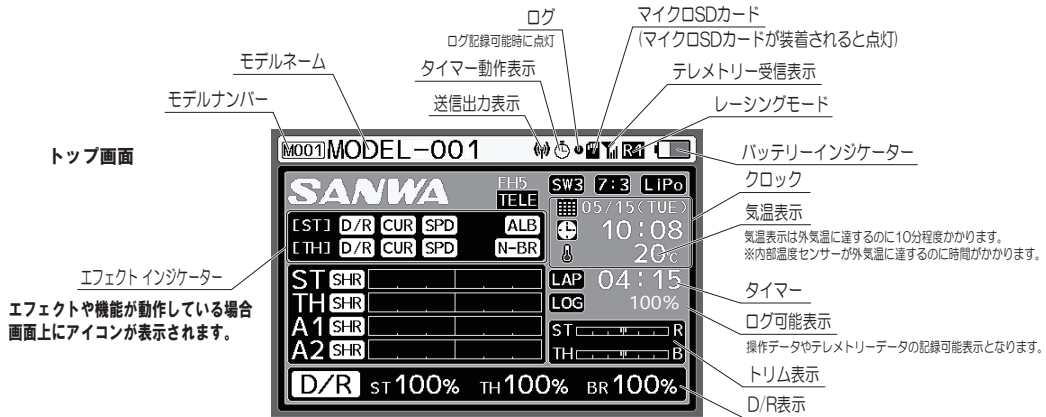 ログ
ログ記録可能時に点灯
マイクロSDカード
(マイクロSDカードが装着されると点灯)
モデルネーム
タイマー動作表示
テレメトリー受信表示
モデルナンバー
送信出力表示
レーシングモード
トップ画面
M001 MODEL-001
R4
バッテリーインジケーター
SANWA
FH5
TELE
SW3 7:3 LiPo
クロック
05/15(TUE)
10:08
20℃
気温表示
気温表示は外気温に達するのに10分程度かかります。
※内部温度センサーが外気温に達するのに時間がかかります。
[ST] D/R CUR SPD ALB
[TH] D/R CUR SPD N-BR
エフェクト インジケーター
エフェクトや機能が動作している場合
画面上にアイコンが表示されます。
ST SHR
TH SHR
A1 SHR
A2 SHR
LAP 04:15
LOG 100%
タイマー
ログ可能表示
操作データやテレメトリーデータの記録可能表示となります。
ST R
TH B
トリム表示
D/R ST100% TH100% BR100%
D/R表示